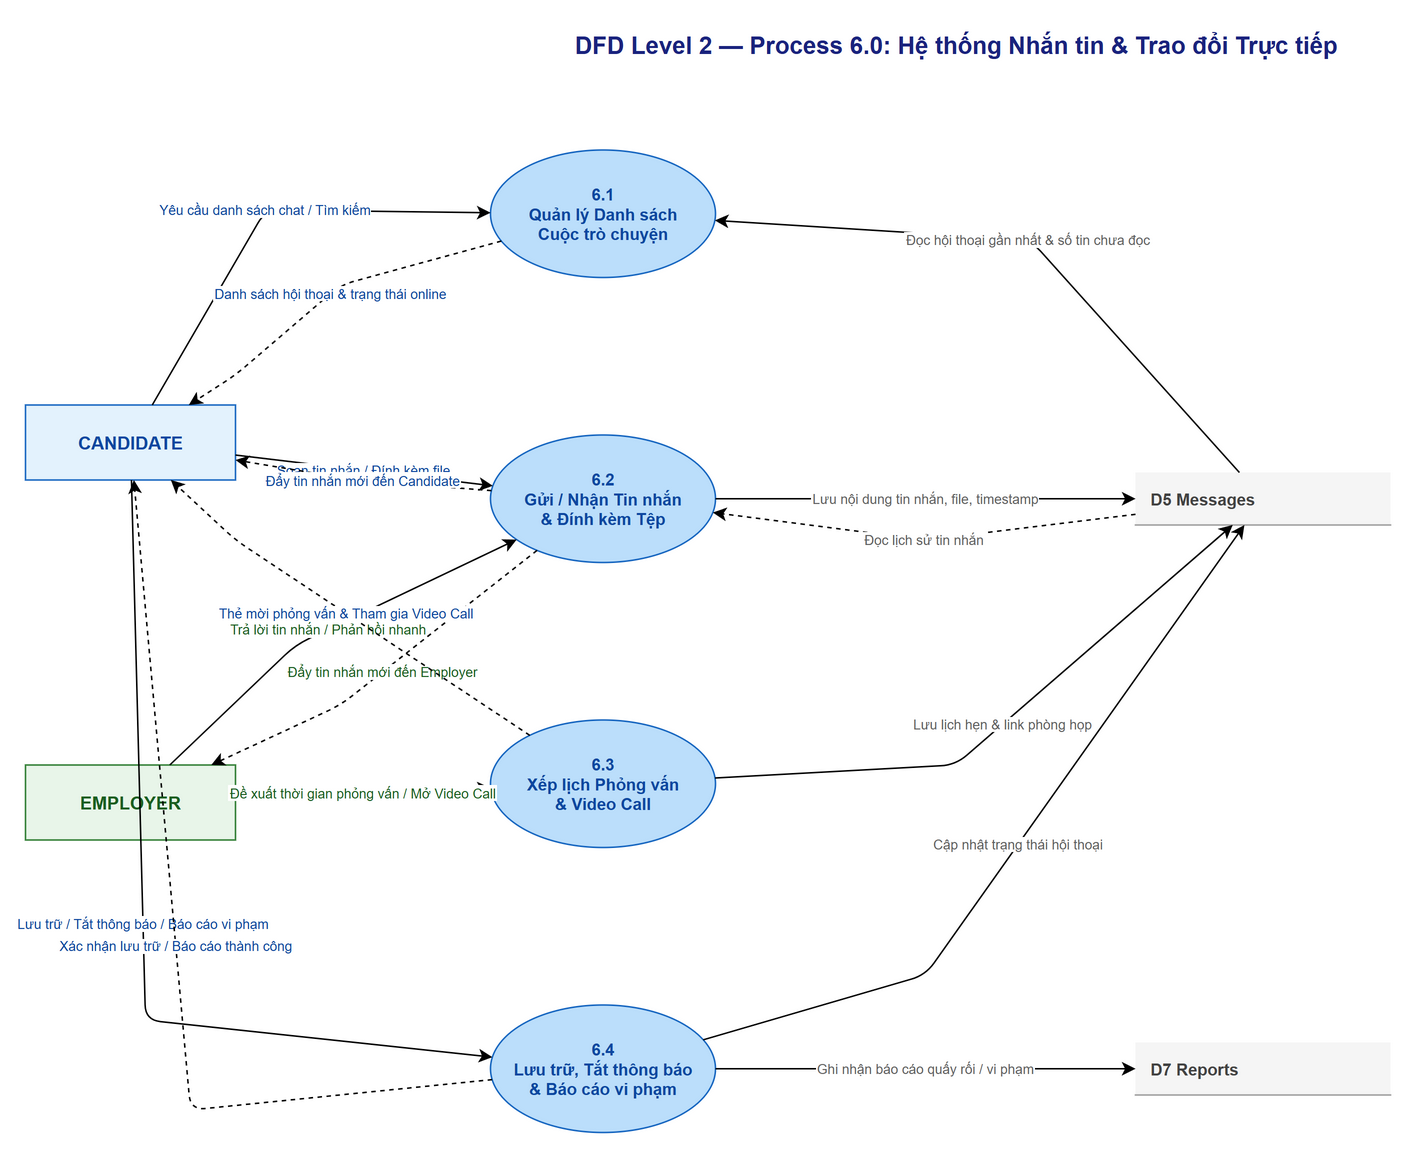 DFD Level 2 — Process 6.0: Hệ thống Nhắn tin & Trao đổi Trực tiếp
6.1
Quản lý Danh sách
Cuộc trò chuyện
Yêu cầu danh sách chat / Tìm kiếm
Đọc hội thoại gần nhất & số tin chưa đọc
Danh sách hội thoại & trạng thái online
CANDIDATE
tin nhắn / Đính kèm file
Đẩy tin nhắn mới đến Candidate
6.2
Gửi / Nhận Tin nhắn
& Đính kèm Tệp
Lưu nội dung tin nhắn, file, timestamp
D5 Messages
Đọc lịch sử tin nhắn
Thẻ mời phỏng vấn & Tham gia Video Call
Trả lời tin nhắn / Phản hồi nhanh
Đẩy tin nhắn mới đến Employer
Lưu lịch hẹn & link phòng họp
EMPLOYER
Đề xuất thời gian phỏng vấn / Mở Video Call
6.3
Xếp lịch Phỏng vấn
& Video Call
Cập nhật trạng thái hội thoại
Lưu trữ / Tắt thông báo / Báo cáo vi phạm
Xác nhận lưu trữ / Báo cáo thành công
6.4
Lưu trữ, Tắt thông báo
& Báo cáo vi phạm
Ghi nhận báo cáo quấy rối / vi phạm
D7 Reports